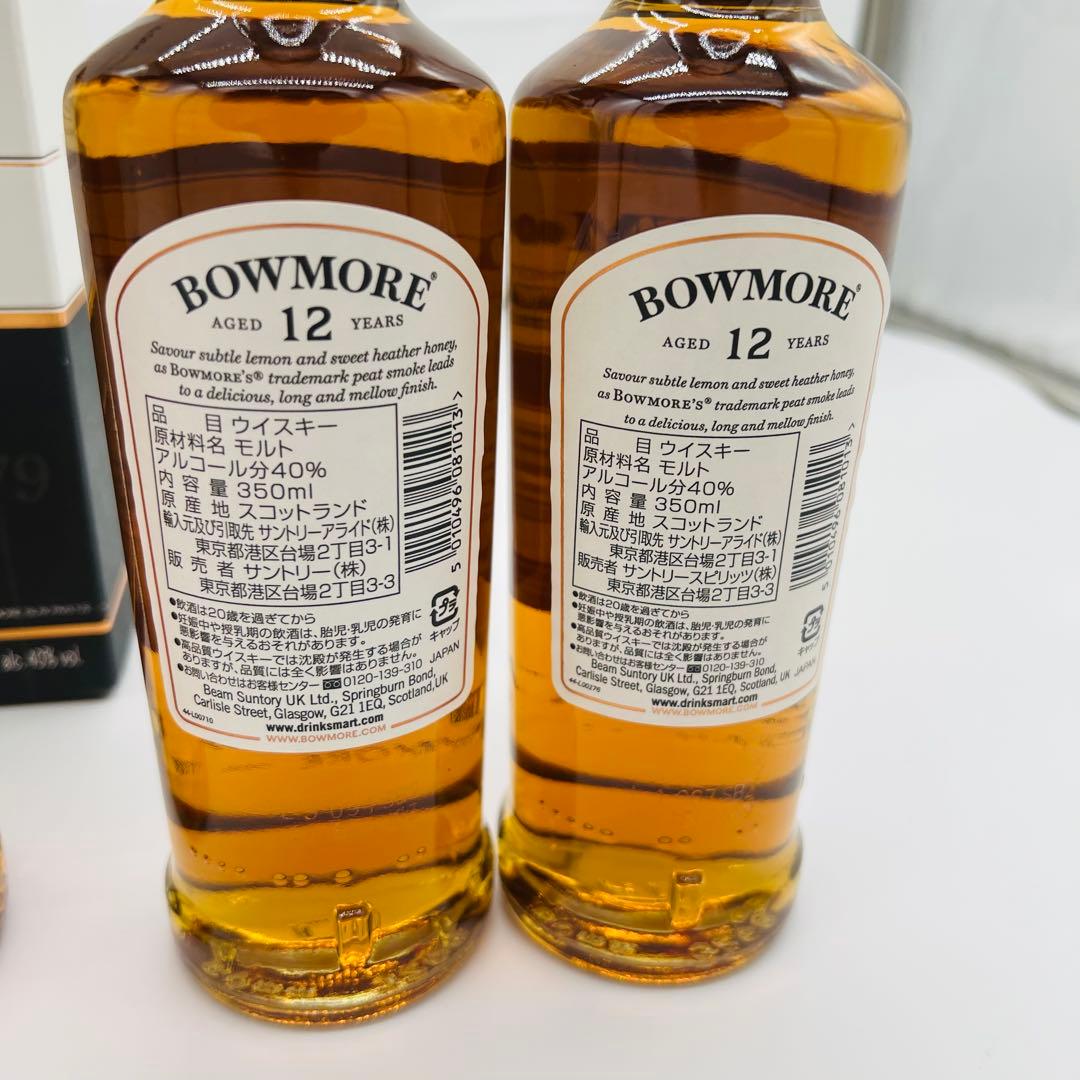 BOWMORE®
AGED 12 YEARS
Savour subtle lemon and sweet heather honey,
as BOWMORE'S® trademark peat smoke leads
to a delicious, long and mellow finish.
品 目 ウイスキー
原材料名 モルト
アルコール分40%
内容量 350ml
原産地 スコットランド
輸入元及び引取先 サントリーアライド(株)
東京都港区台場2丁目3-1
販売者 サントリー(株)
東京都港区台場2丁目3-3
5 010496 081013 >
●飲酒は20歳を過ぎてから
●妊娠中や授乳期の飲酒は、胎児・乳児の発育に
悪影響を与えるおそれがあります。
●高品質ウイスキーでは沈殿が発生する場合が
ありますが、品質には全く影響はありません。
●お問い合わせはお客様センター 0120-139-310
プラ
キャップ
JAPAN
Beam Suntory UK Ltd., Springburn Bond,
Carlisle Street, Glasgow, G21 1EQ, Scotland, UK
44-L00710
www.drinksmart.com
WWW.BOWMORE.COM
BOWMORE®
AGED 12 YEARS
Savour subtle lemon and sweet heather honey,
as BOWMORE'S® trademark peat smoke leads
to a delicious, long and mellow finish.
品 目 ウイスキー
原材料名 モルト
アルコール分40%
内容量 350ml
原産地 スコットランド
輸入元及び引取先 サントリーアライド(株)
東京都港区台場2丁目3-1
販売者 サントリースピリッツ(株)
東京都港区台場2丁目3-3
5 010496 081013 >
●飲酒は20歳を過ぎてから
●妊娠中や授乳期の飲酒は、胎児・乳児の発育に
悪影響を与えるおそれがあります。
●高品質ウイスキーでは沈殿が発生する場合が
ありますが、品質には全く影響はありません。
●お問い合わせはお客様センター 0120-139-310
プラ
キャップ
JAPAN
Beam Suntory UK Ltd., Springburn Bond,
Carlisle Street, Glasgow, G21 1EQ, Scotland, UK
44-L00276
www.drinksmart.com
WWW.BOWMORE.COM
79
alc. 40% vol.